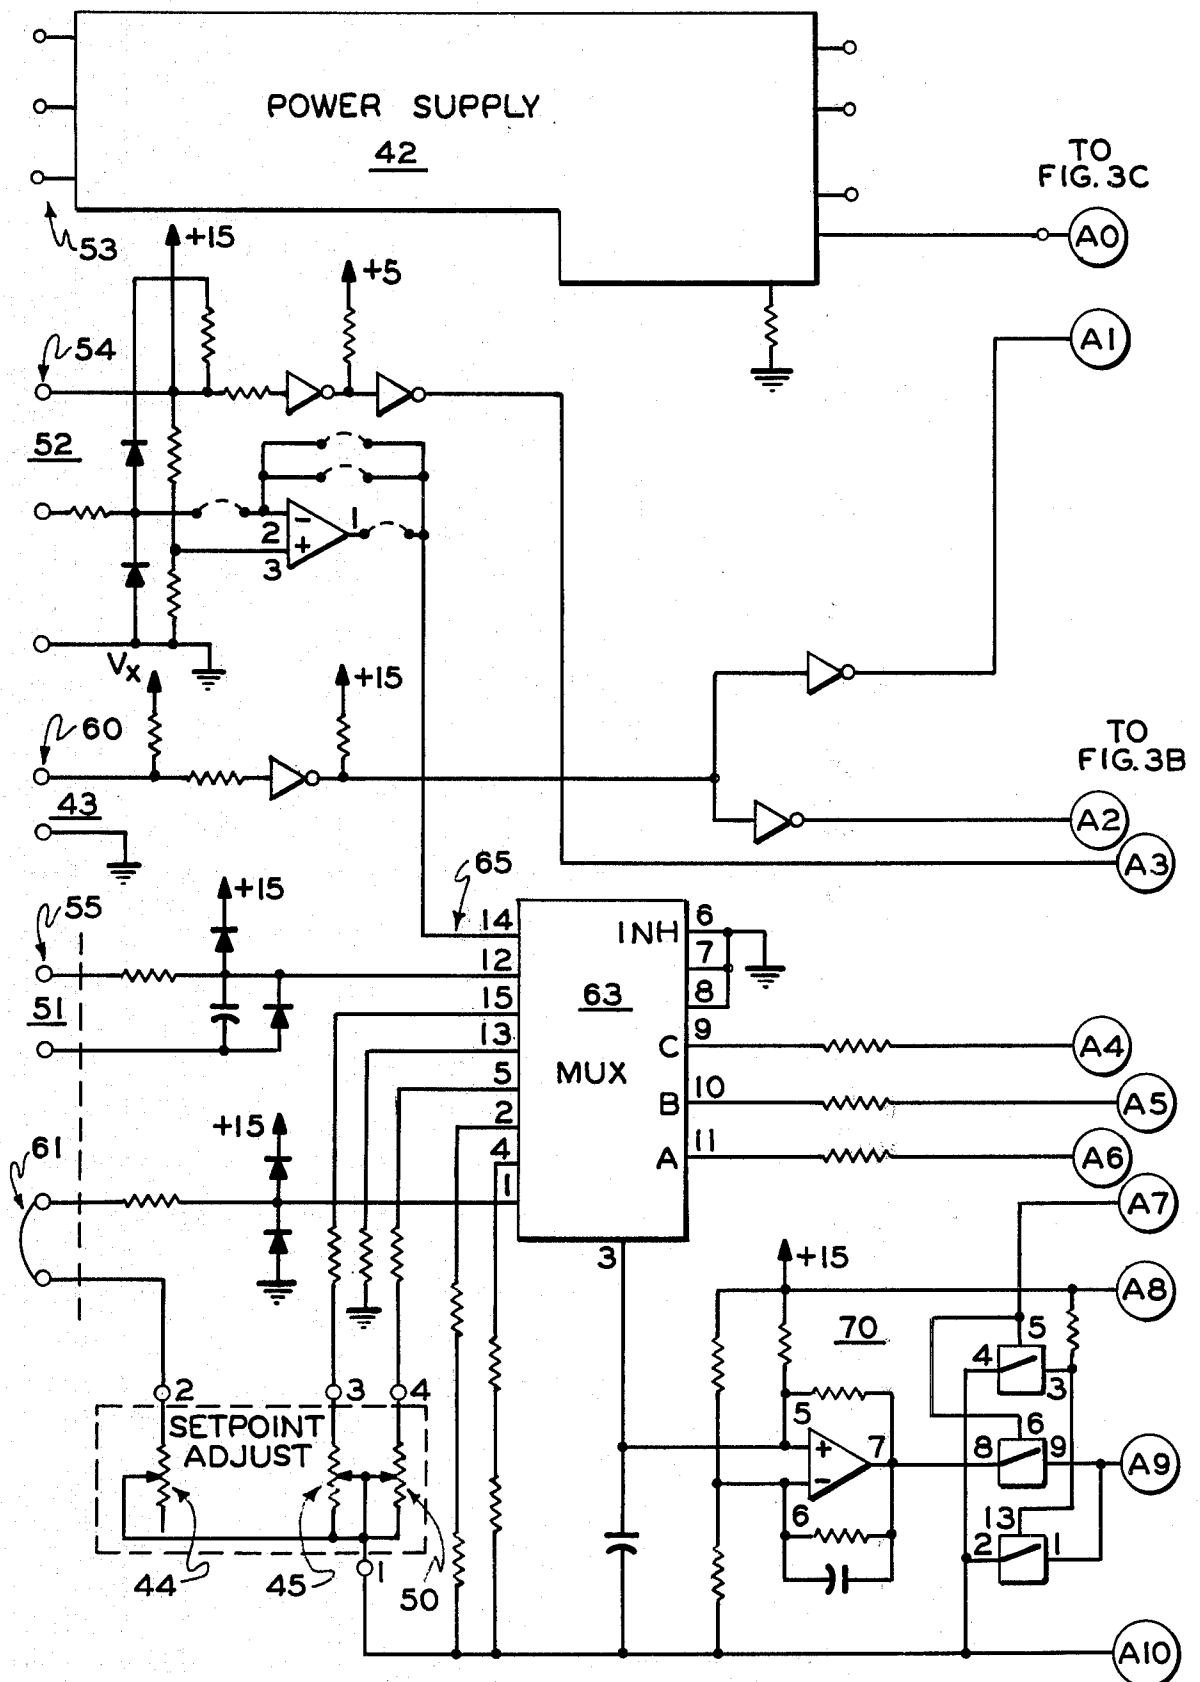 POWER SUPPLY
42
TO
FIG. 3C
A0
53
+15
+5
54
A1
52
2
-
1
+
3
Vx
+15
60
TO
FIG. 3B
43
A2
A3
65
+15
55
14
INH
6
12
7
51
15
63
8
13
C
9
A4
5
MUX
2
B
10
A5
+15
4
A
11
A6
61
1
A7
3
+15
A8
70
5
4
3
2
3
4
SETPOINT
ADJUST
5
+
7
6
8
9
A9
-
6
13
2
1
44
45
1
50
A10